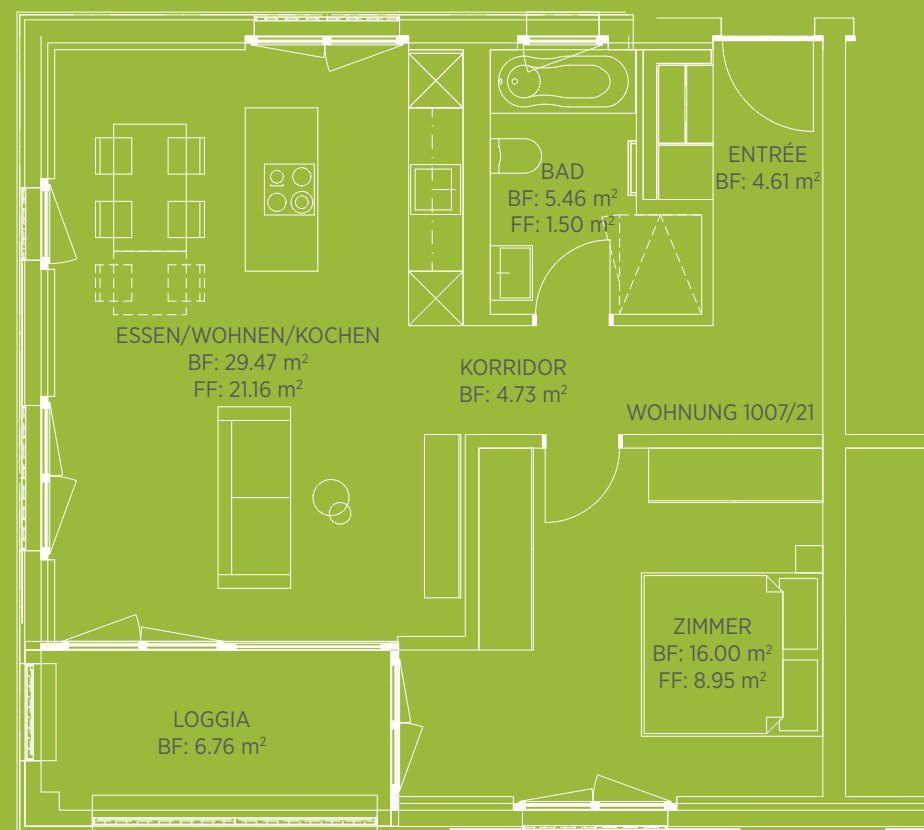 ENTRÉE
BF: 4.61 m²
BAD
BF: 5.46 m²
FF: 1.50 m²
ESSEN/WOHNEN/KOCHEN
BF: 29.47 m²
FF: 21.16 m²
KORRIDOR
BF: 4.73 m²
WOHNUNG 1007/21
ZIMMER
BF: 16.00 m²
FF: 8.95 m²
LOGGIA
BF: 6.76 m²